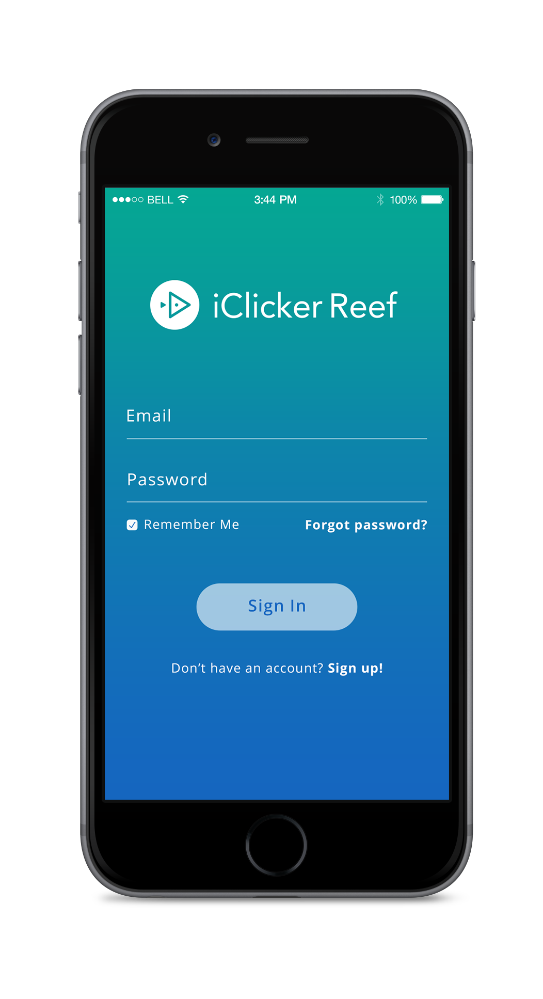 BELL 3:44 PM 100%
iClicker Reef
Email
Password
Remember Me Forgot password?
Sign In
Don’t have an account? Sign up!